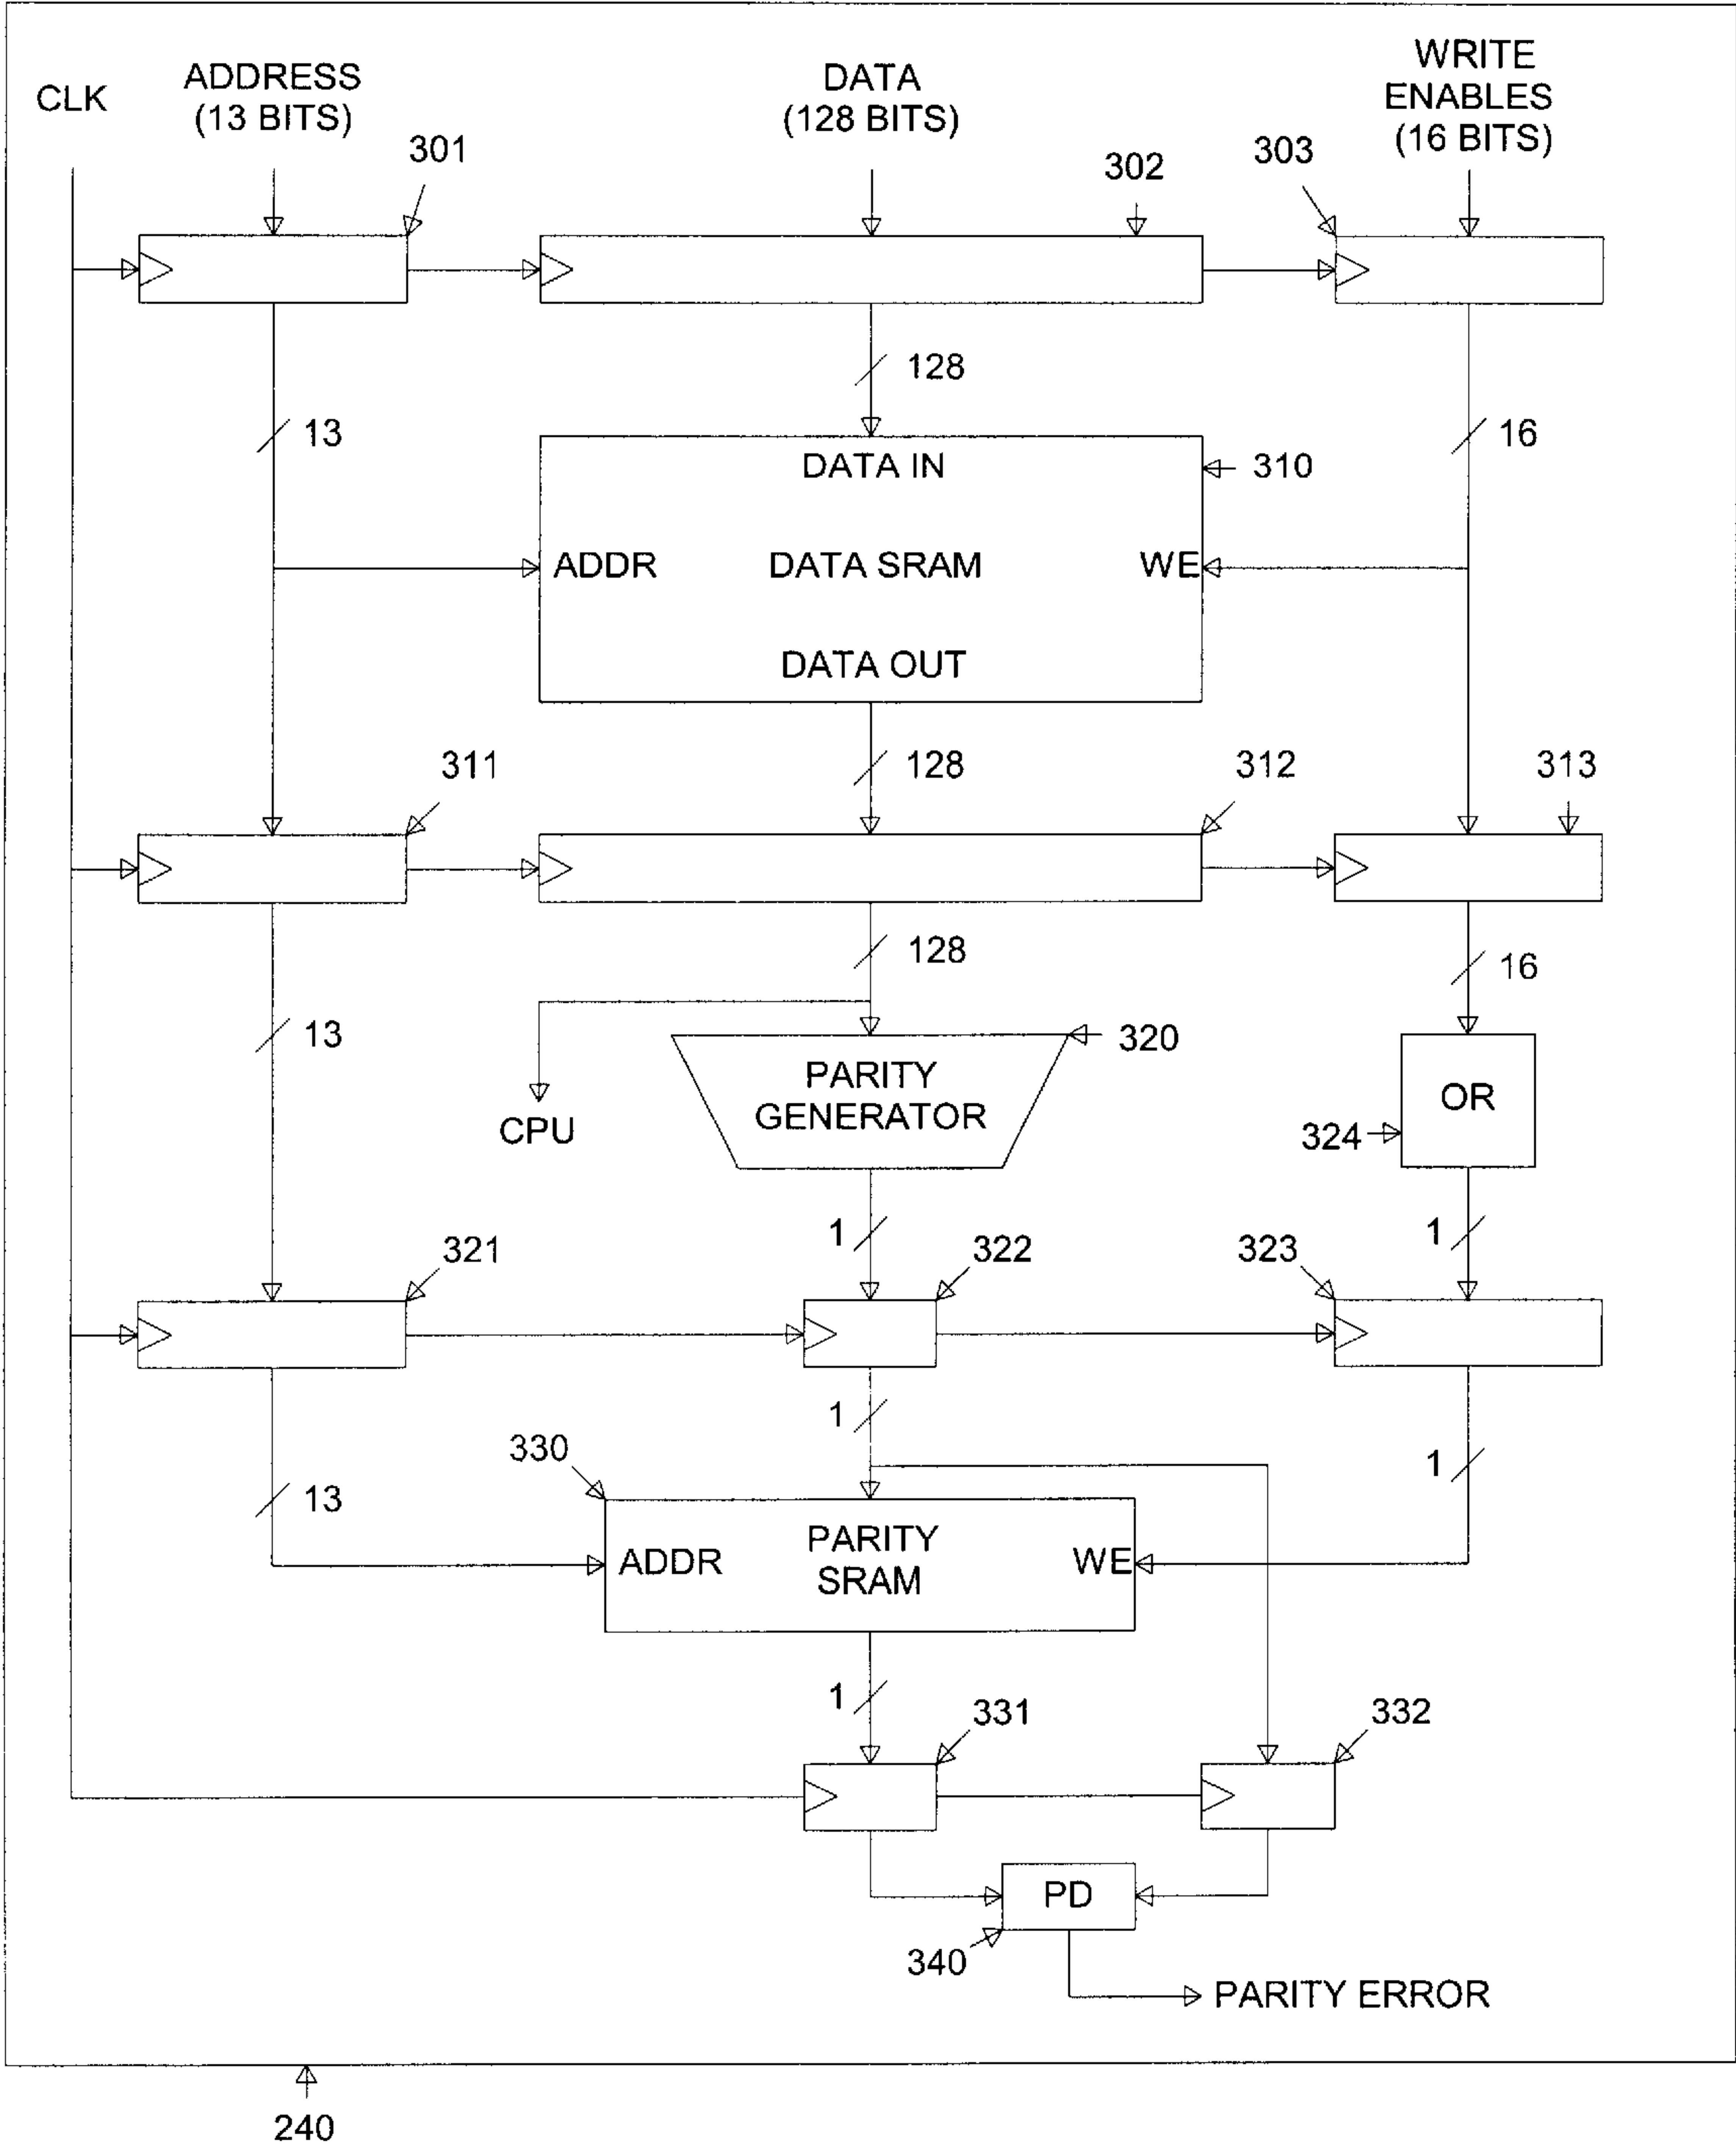 CLK
ADDRESS
(13 BITS)
DATA
(128 BITS)
WRITE
ENABLES
(16 BITS)
301
302
303
128
13
16
DATA IN
310
ADDR
DATA SRAM
WE
DATA OUT
128
311
312
313
128
16
13
320
PARITY
GENERATOR
CPU
OR
324
1
1
321
322
323
1
330
1
13
PARITY
SRAM
ADDR
WE
1
331
332
PD
340
PARITY ERROR
240